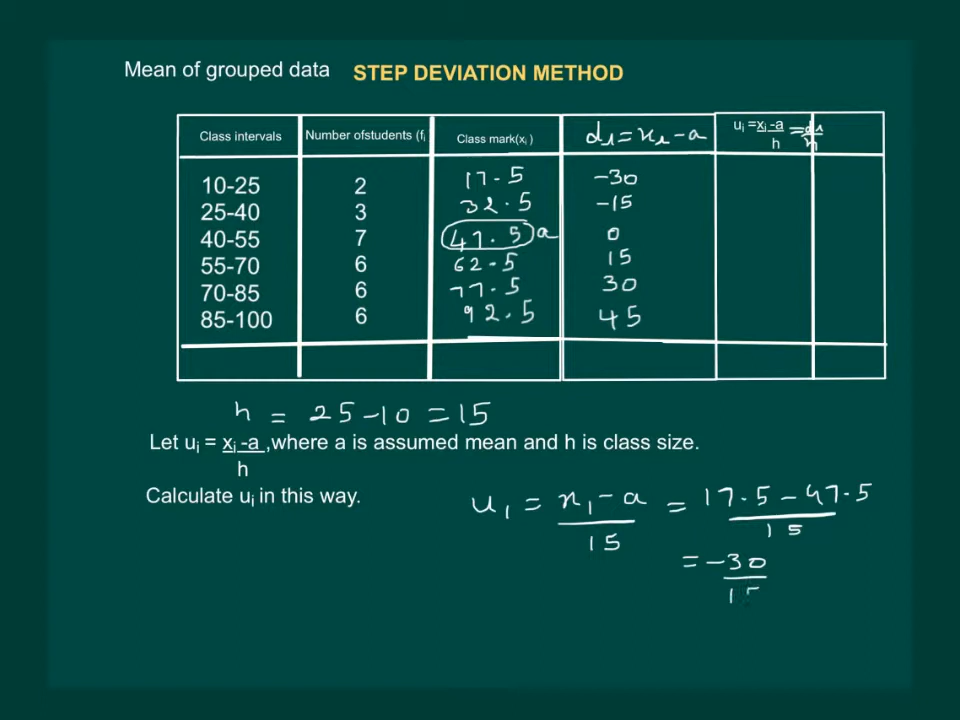 Mean of grouped data STEP DEVIATION METHOD
Class intervals Number ofstudents (fi Class mark(xi ) di = xi - a ui =xi -a/h = di/h
10-25 2 17.5 -30
25-40 3 32.5 -15
40-55 7 47.5 a 0
55-70 6 62.5 15
70-85 6 77.5 30
85-100 6 92.5 45
h = 25-10 = 15
Let ui = xi -a ,where a is assumed mean and h is class size.
h
Calculate ui in this way.
u1 = x1 - a / 15 = 17.5 - 47.5 / 15
= -30 / 15